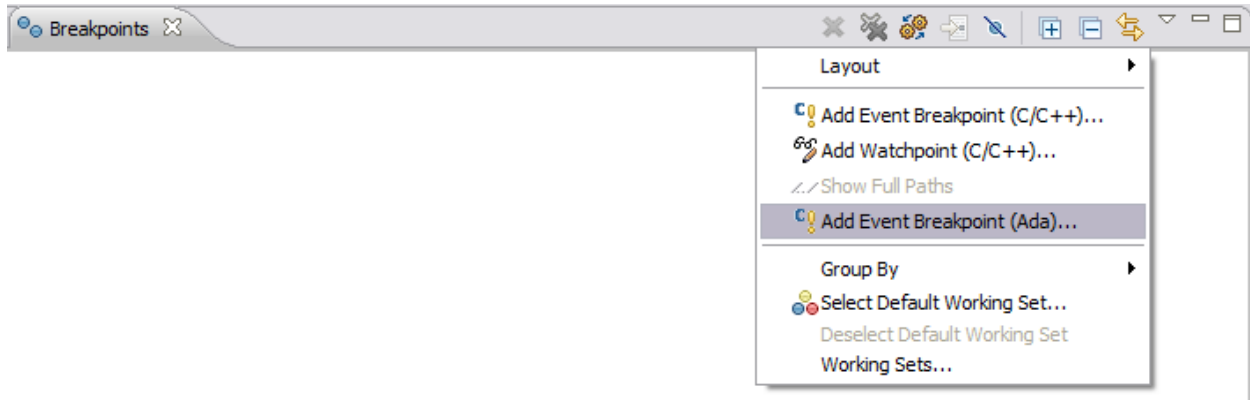 Breakpoints
Layout
Add Event Breakpoint (C/C++)...
Add Watchpoint (C/C++)...
Show Full Paths
Add Event Breakpoint (Ada)...
Group By
Select Default Working Set...
Deselect Default Working Set
Working Sets...